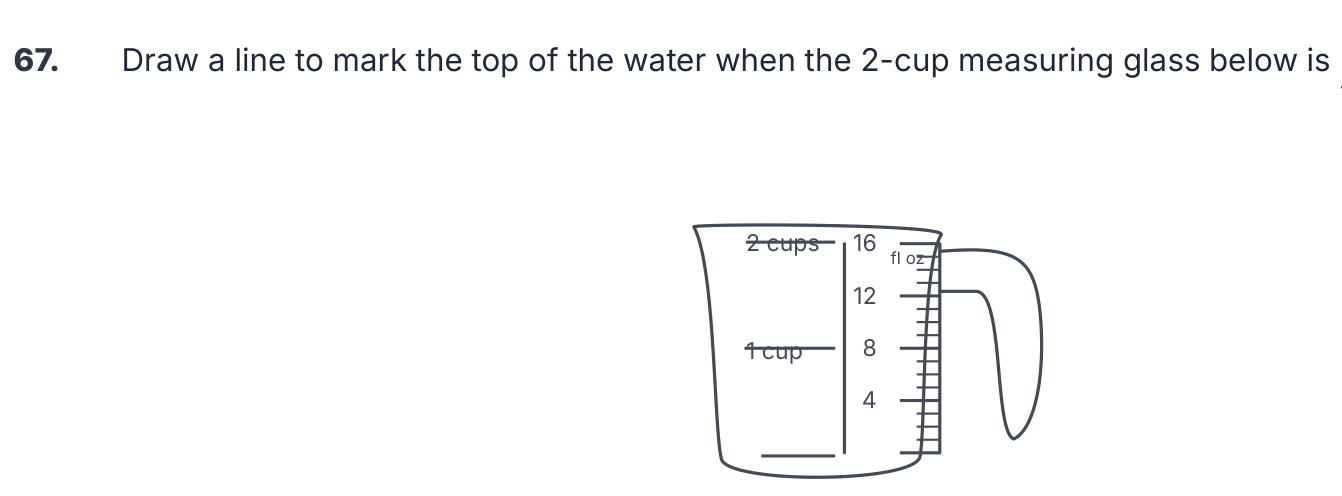 67. Draw a line to mark the top of the water when the 2-cup measuring glass below is
2 cups 16
fl oz
12
1 cup 8
4